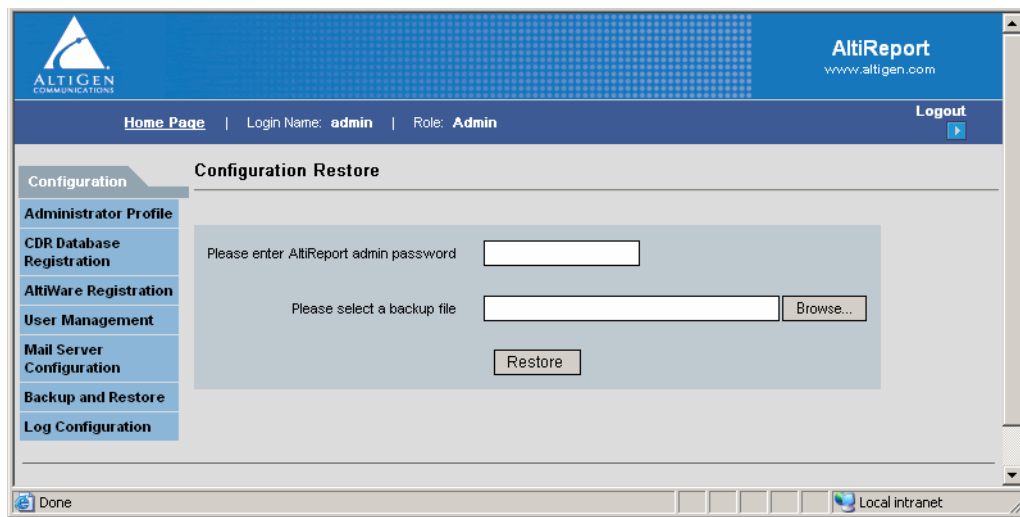 ALTIGEN
COMMUNICATIONS
AltiReport
www.altigen.com
Home Page | Login Name: admin | Role: Admin
Logout
Configuration
Administrator Profile
CDR Database
Registration
AltiWare Registration
User Management
Mail Server
Configuration
Backup and Restore
Log Configuration
Configuration Restore
Please enter AltiReport admin password
Please select a backup file
Browse...
Restore
Done
Local intranet